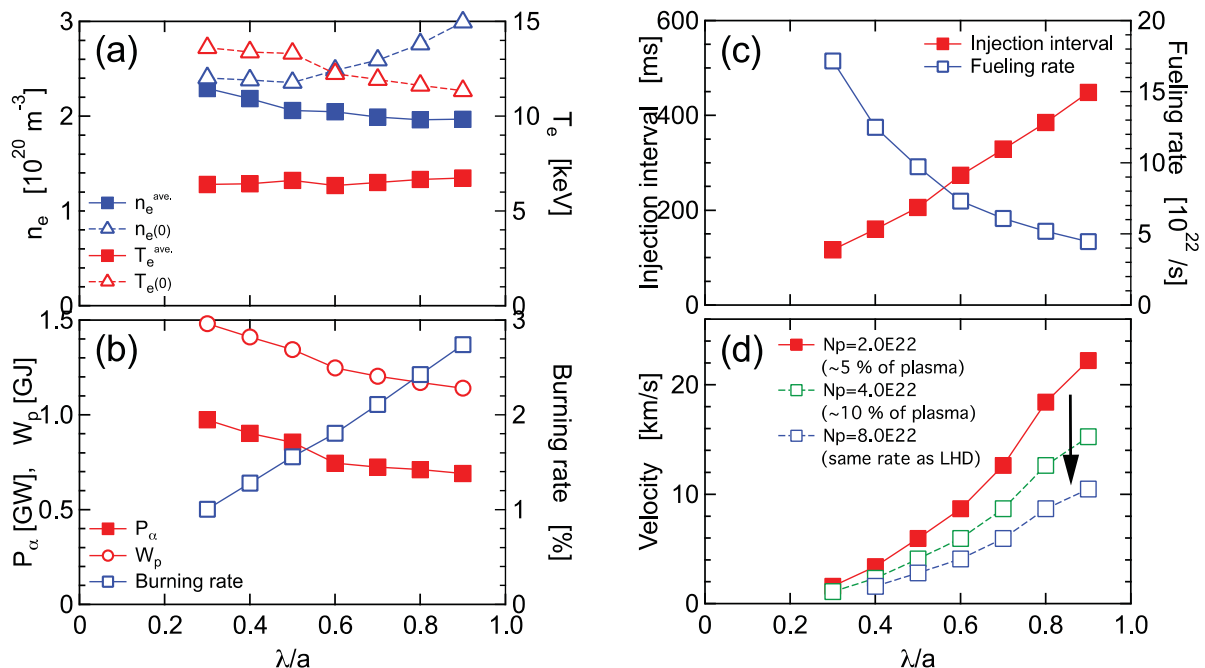 (a)
3
2
1
0
n_e [10^20 m^-3]
15
10
5
0
T_e [keV]
n_e^ave.
n_e(0)
T_e^ave.
T_e(0)
(b)
1.5
1.0
0.5
0
P_α [GW], W_p [GJ]
3
2
1
0
Burning rate [%]
P_α
W_p
Burning rate
0 0.2 0.4 0.6 0.8 1.0
λ/a
(c)
600
400
200
0
Injection interval [ms]
20
15
10
5
0
Fueling rate [10^22/s]
Injection interval
Fueling rate
(d)
20
10
0
Velocity [km/s]
Np=2.0E22
(~5 % of plasma)
Np=4.0E22
(~10 % of plasma)
Np=8.0E22
(same rate as LHD)
0 0.2 0.4 0.6 0.8 1.0
λ/a